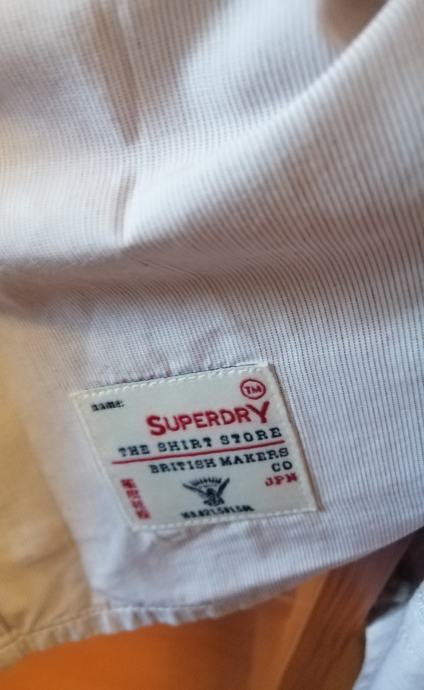 name:
TM
SUPERDRY
THE SHIRT STORE
BRITISH MAKERS
CO
JPN